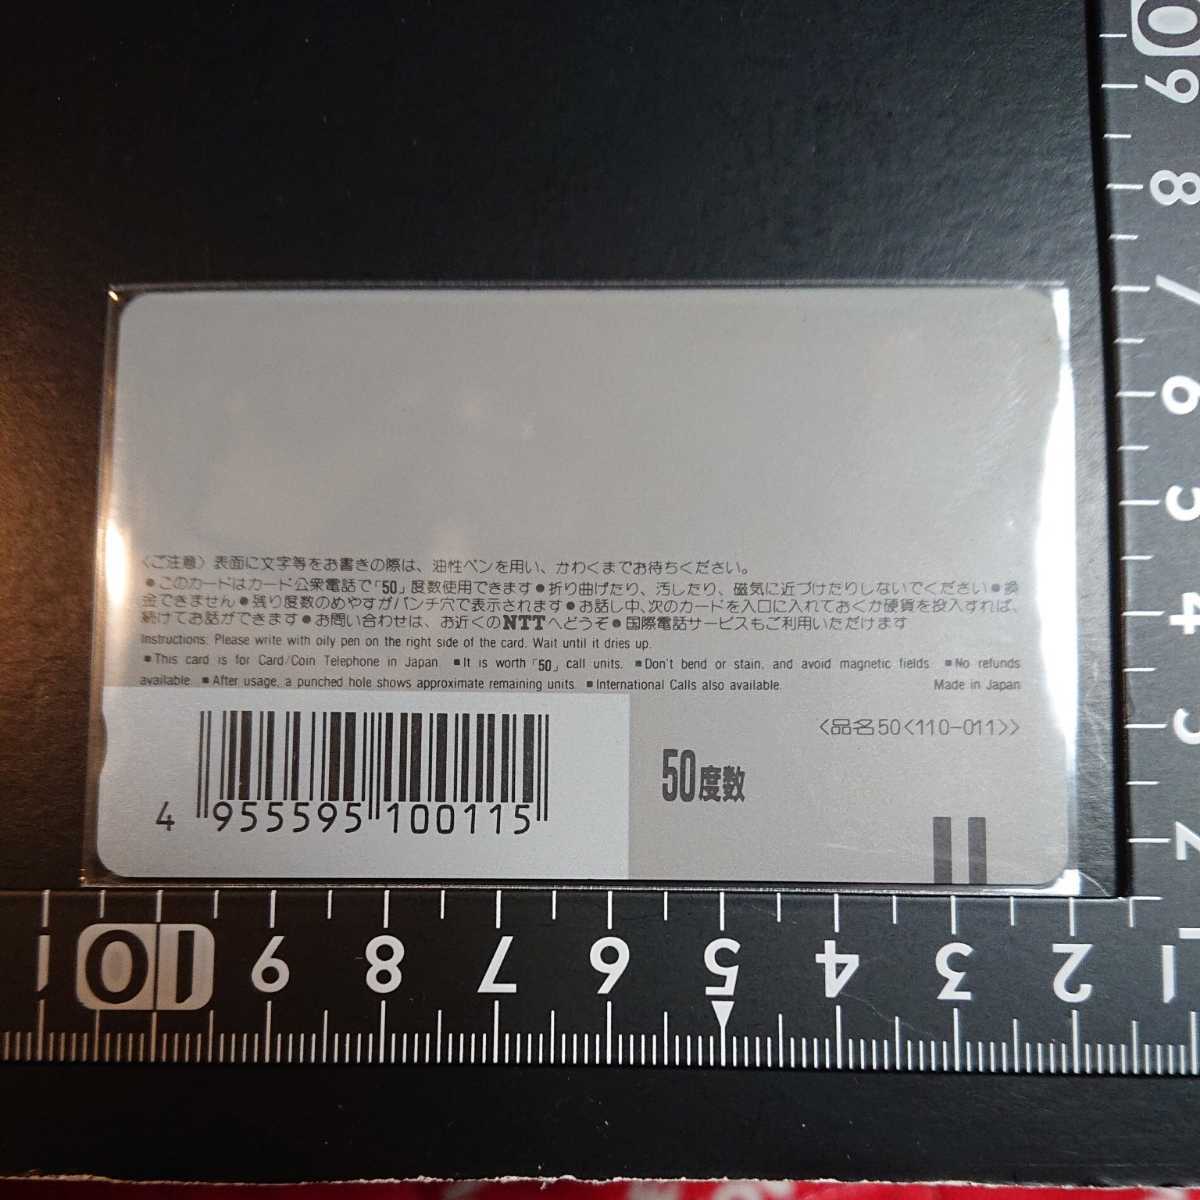 〈ご注意〉表面に文字等をお書きの際は、油性ペンを用い、かわくまでお待ちください。
●このカードはカード公衆電話で「50」度数使用できます●折り曲げたり、汚したり、磁気に近づけたりしないでください●換
金できません●残り度数のめやすがパンチ穴で表示されます●お話し中、次のカードを入口に入れておくか硬貨を投入すれば、
続けてお話ができます●お問い合わせは、お近くのNTTへどうぞ●国際電話サービスもご利用いただけます
Instructions: Please write with oily pen on the right side of the card. Wait until it dries up.
■This card is for Card/Coin Telephone in Japan. ■It is worth「50」call units. ■Don't bend or stain, and avoid magnetic fields. ■No refunds
available. ■After usage, a punched hole shows approximate remaining units. ■International Calls also available. Made in Japan
〈品名50〈110-011〉〉
50度数
4 955595 100115
10
9
8
7
6
5
4
3
2
1
10
9
8
7
6
5
4
3
2
1